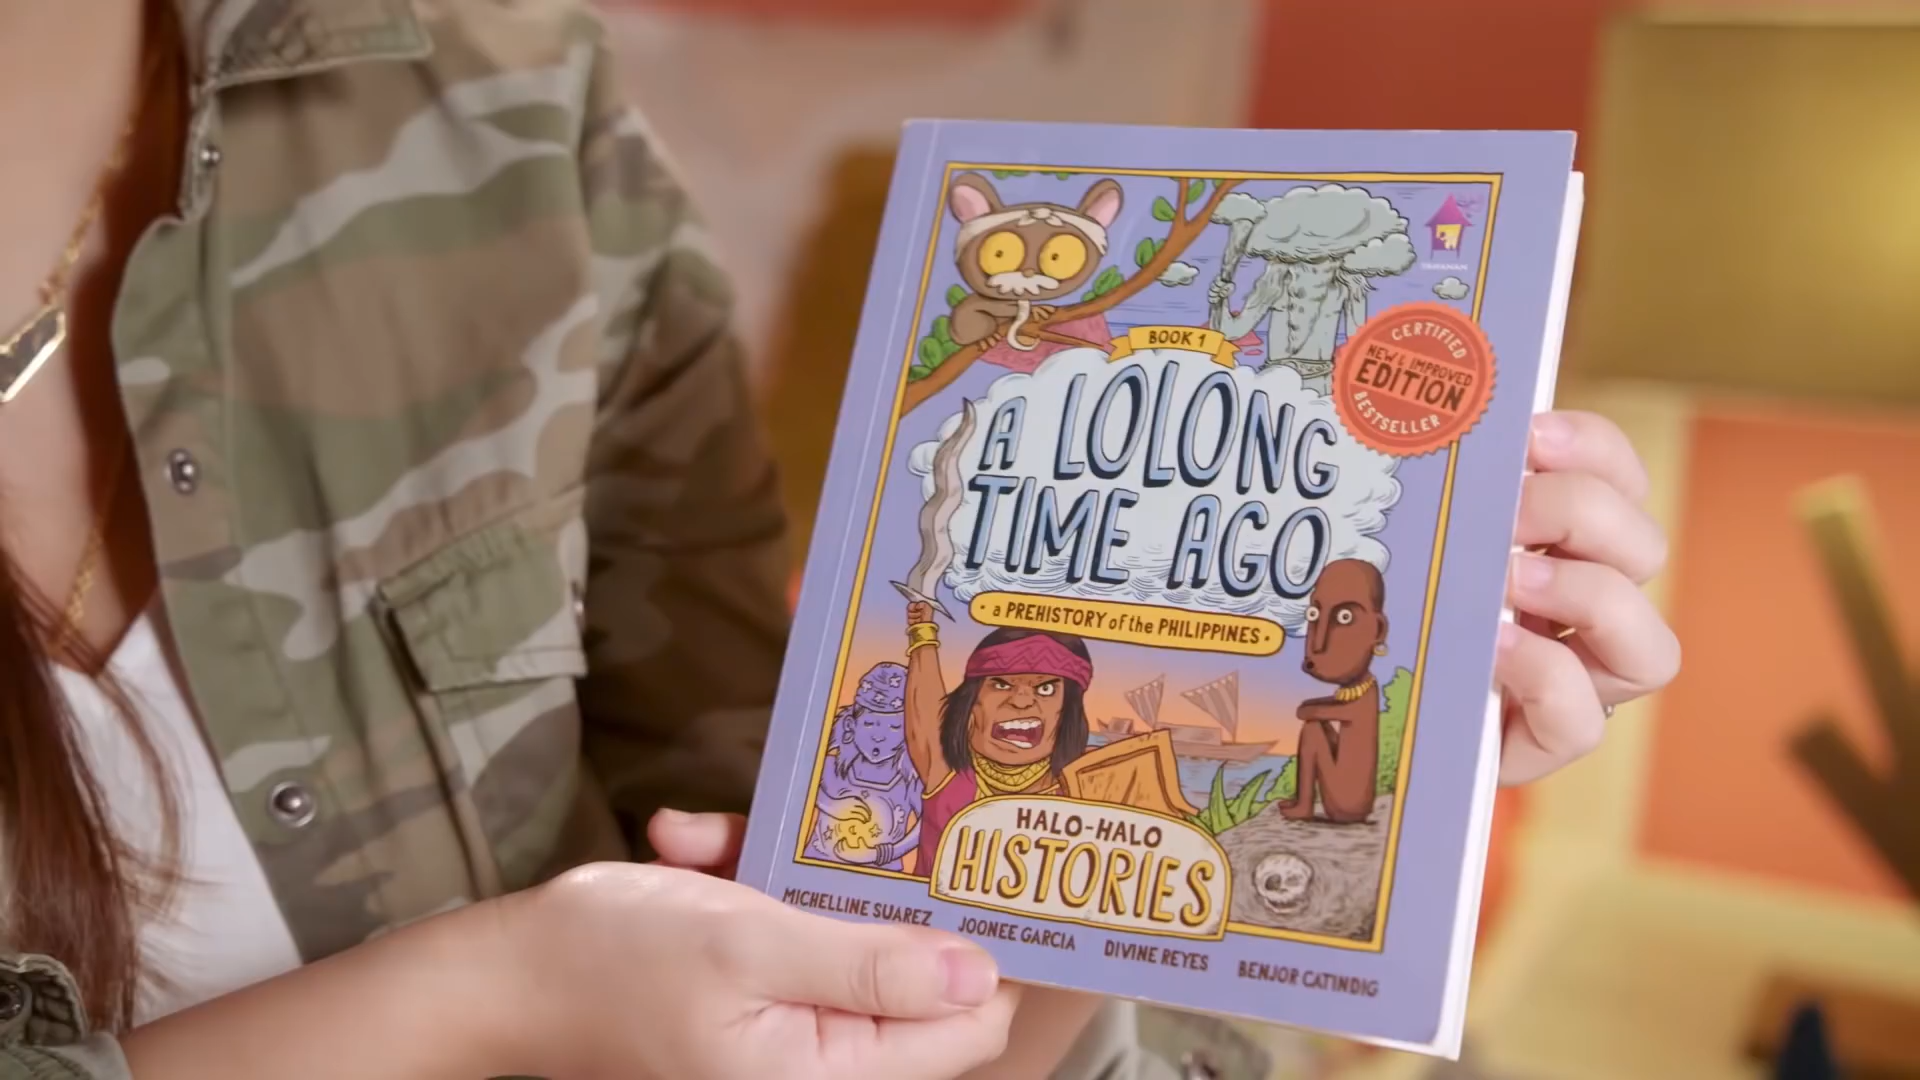 TAHANAN
BOOK 1
CERTIFIED
NEW & IMPROVED
EDITION
BESTSELLER
A LOLONG
TIME AGO
• a PREHISTORY of the PHILIPPINES •
HALO-HALO
HISTORIES
MICHELLINE SUAREZ JOONEE GARCIA DIVINE REYES BENJOR CATINDIG